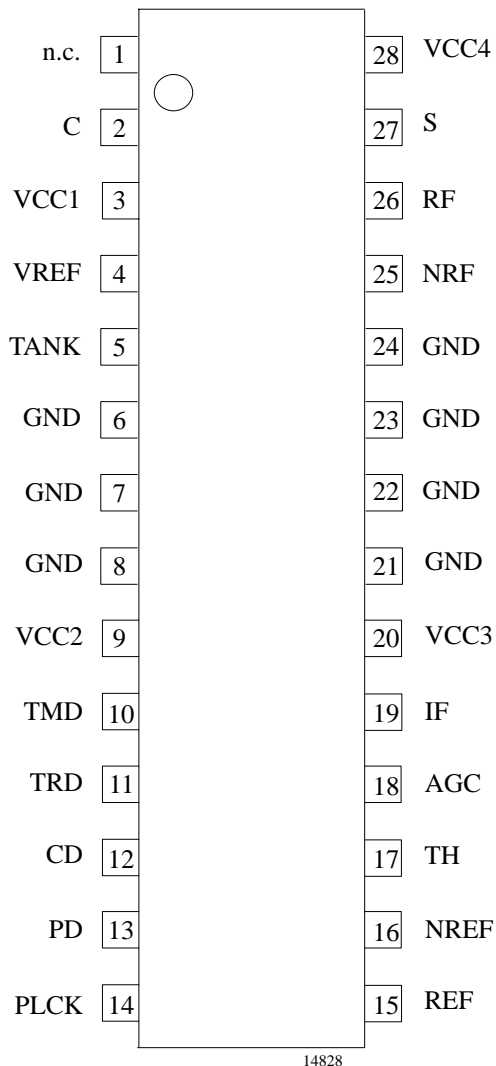 n.c. 1 28 VCC4
C 2 27 S
VCC1 3 26 RF
VREF 4 25 NRF
TANK 5 24 GND
GND 6 23 GND
GND 7 22 GND
GND 8 21 GND
VCC2 9 20 VCC3
TMD 10 19 IF
TRD 11 18 AGC
CD 12 17 TH
PD 13 16 NREF
PLCK 14 15 REF
14828